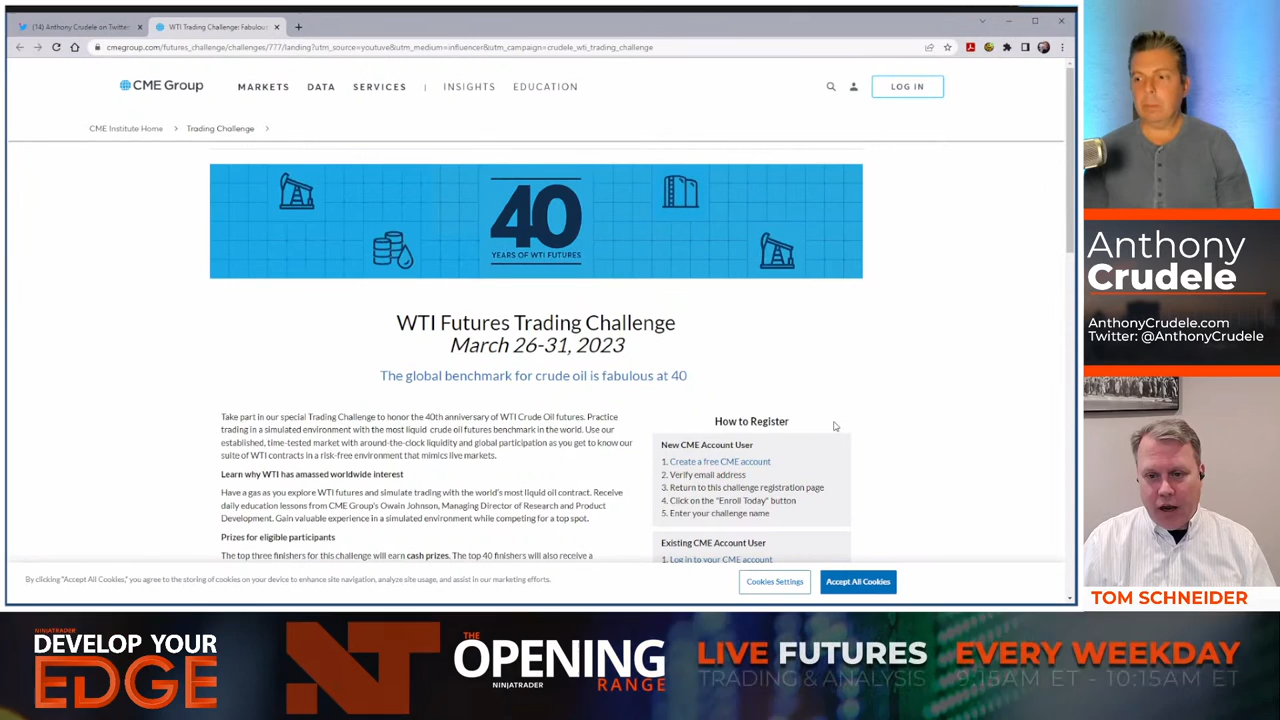 (14) Anthony Crudele on Twitter
WTI Trading Challenge: Fabulous
cmegroup.com/futures_challenge/challenges/777/landing?utm_source=youtuve&utm_medium=influencer&utm_campaign=crudele_wti_trading_challenge
CME Group
MARKETS DATA SERVICES | INSIGHTS EDUCATION
LOG IN
CME Institute Home > Trading Challenge >
40
YEARS OF WTI FUTURES
WTI Futures Trading Challenge
March 26-31, 2023
The global benchmark for crude oil is fabulous at 40
Take part in our special Trading Challenge to honor the 40th anniversary of WTI Crude Oil futures. Practice
trading in a simulated environment with the most liquid crude oil futures benchmark in the world. Use our
established, time-tested market with around-the-clock liquidity and global participation as you get to know our
suite of WTI contracts in a risk-free environment that mimics live markets.
Learn why WTI has amassed worldwide interest
Have a gas as you explore WTI futures and simulate trading with the world's most liquid oil contract. Receive
daily education lessons from CME Group's Owain Johnson, Managing Director of Research and Product
Development. Gain valuable experience in a simulated environment while competing for a top spot.
Prizes for eligible participants
The top three finishers for this challenge will earn cash prizes. The top 40 finishers will also receive a
How to Register
New CME Account User
1. Create a free CME account
2. Verify email address
3. Return to this challenge registration page
4. Click on the "Enroll Today" button
5. Enter your challenge name
Existing CME Account User
1. Log in to your CME account
By clicking "Accept All Cookies," you agree to the storing of cookies on your device to enhance site navigation, analyze site usage, and assist in our marketing efforts.
Cookies Settings
Accept All Cookies
Anthony
Crudele
AnthonyCrudele.com
Twitter: @AnthonyCrudele
TOM SCHNEIDER
NINJATRADER
DEVELOP YOUR
EDGE
NT
THE
OPENING
NINJATRADER RANGE
LIVE FUTURES
TRADING & ANALYSIS
EVERY WEEKDAY
9:15AM ET - 10:15AM ET